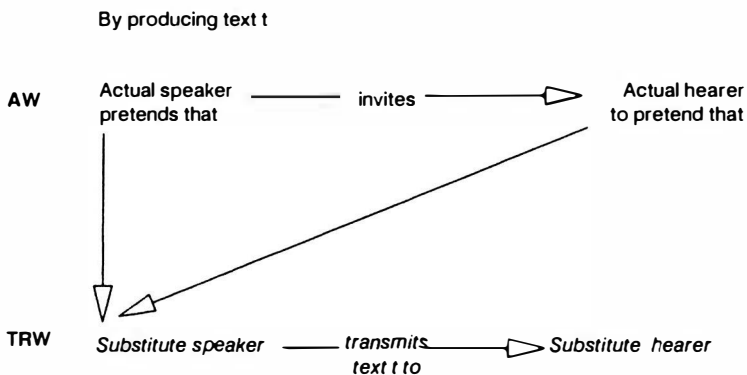 By producing text t
AW Actual speaker invites Actual hearer
pretends that to pretend that
TRW Substitute speaker transmits Substitute hearer
text t to